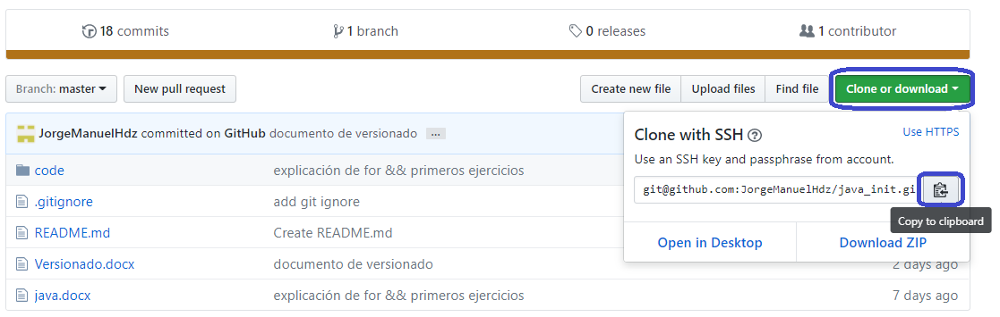 18 commits 1 branch 0 releases 1 contributor
Branch: master New pull request Create new file Upload files Find file Clone or download
JorgeManuelHdz committed on GitHub documento de versionado ...
Clone with SSH ? Use HTTPS
Use an SSH key and passphrase from account.
git@github.com:JorgeManuelHdz/java_init.gi
Copy to clipboard
Open in Desktop Download ZIP
code explicación de for && primeros ejercicios
.gitignore add git ignore
README.md Create README.md
Versionado.docx documento de versionado 2 days ago
java.docx explicación de for && primeros ejercicios 7 days ago